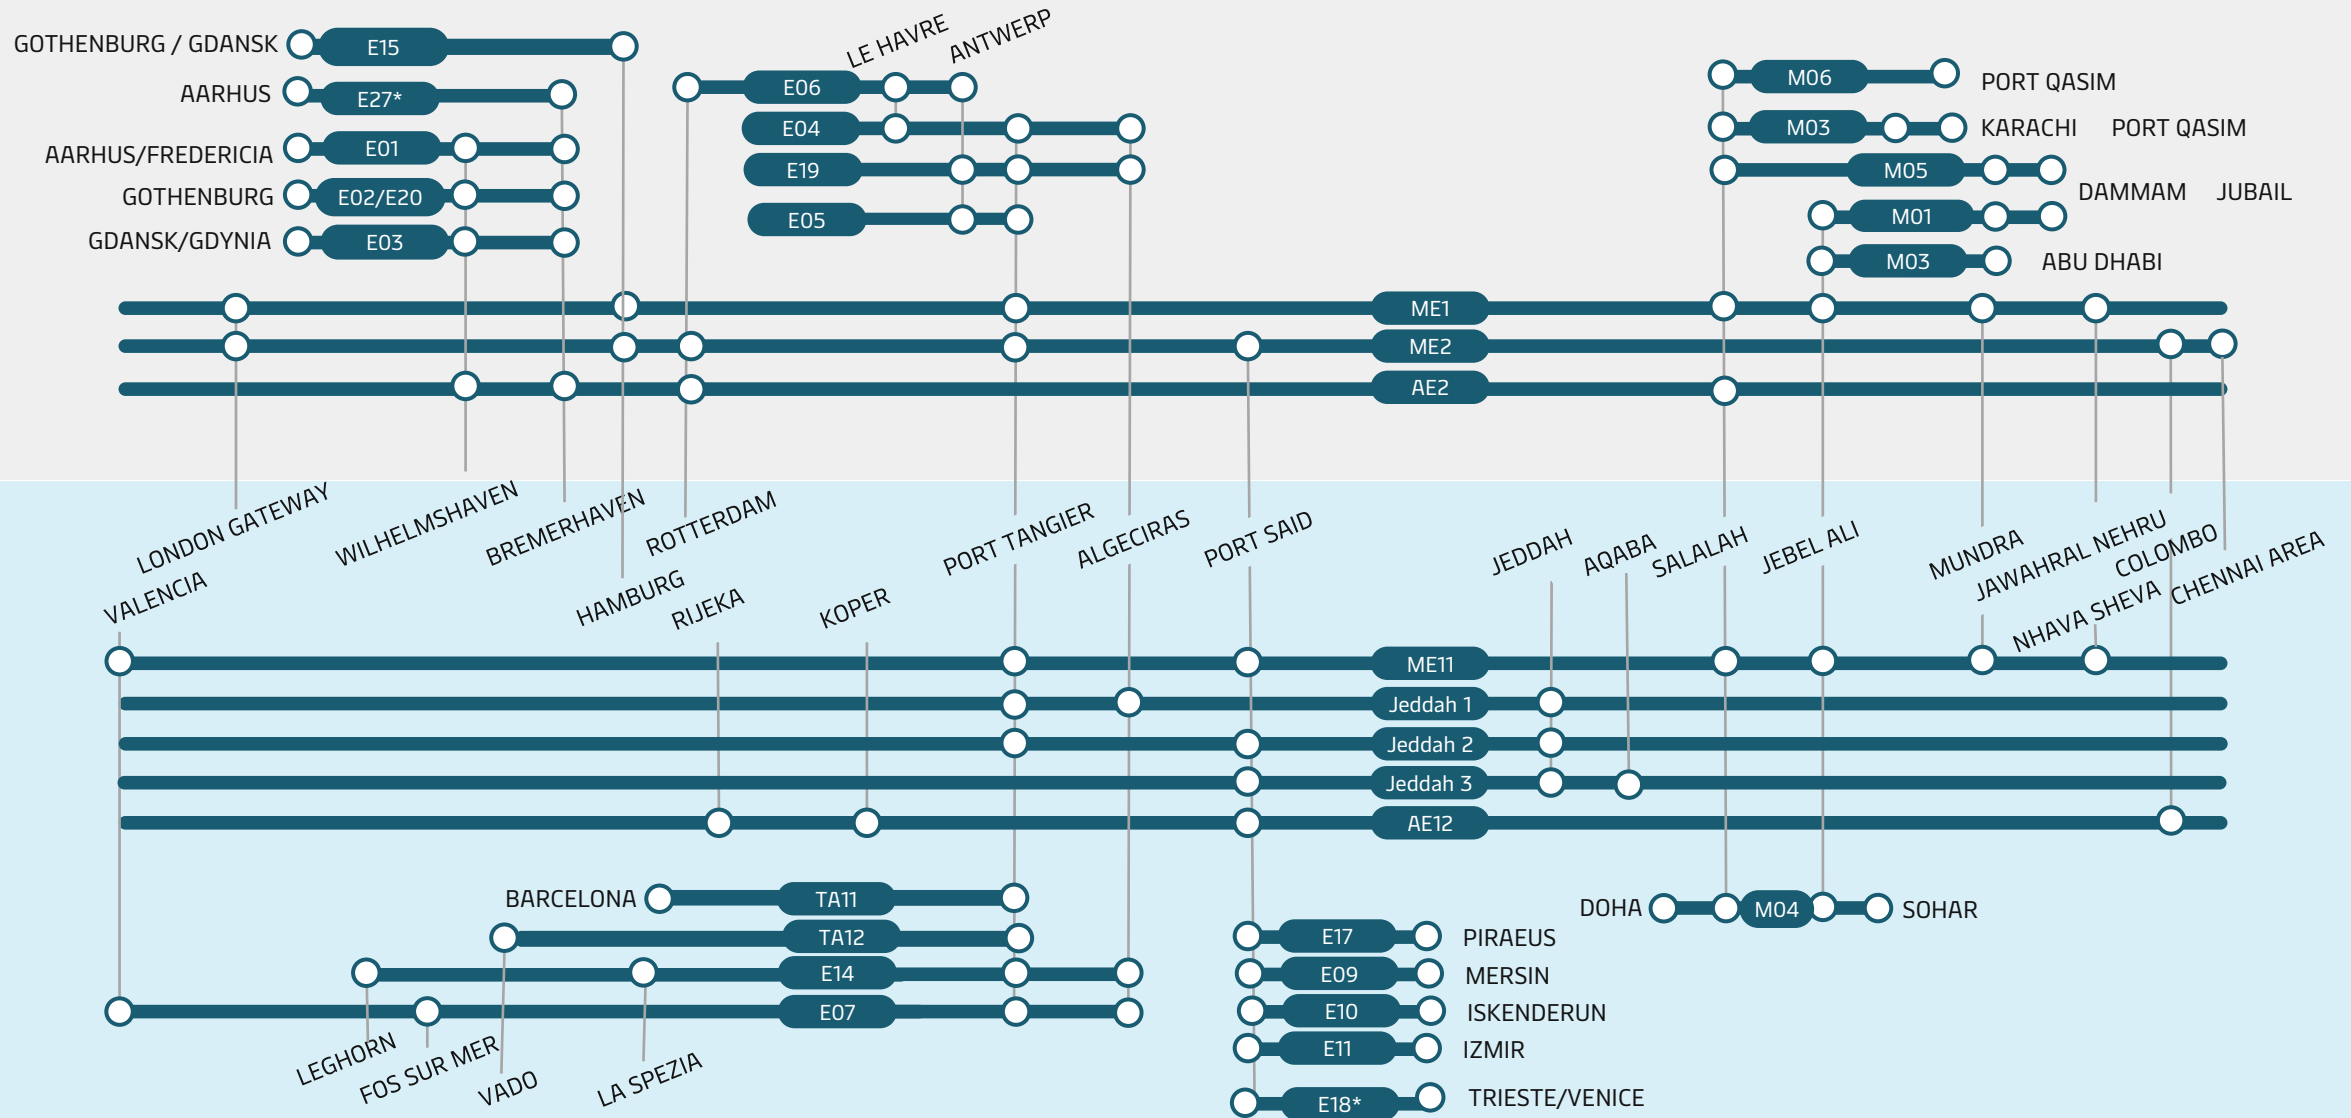 LE HAVRE
ANTWERP
GOTHENBURG / GDANSK
E15
AARHUS
E27*
AARHUS/FREDERICIA
E01
GOTHENBURG
E02/E20
GDANSK/GDYNIA
E03
E06
E04
E19
E05
M06
PORT QASIM
M03
KARACHI PORT QASIM
M05
DAMMAM JUBAIL
M01
M03
ABU DHABI
ME1
ME2
AE2
LONDON GATEWAY
WILHELMSHAVEN
BREMERHAVEN
ROTTERDAM
PORT TANGIER
ALGECIRAS
PORT SAID
JEDDAH
AQABA
SALALAH
JEBEL ALI
MUNDRA
JAWAHRAL NEHRU
NHAVA SHEVA
COLOMBO
CHENNAI AREA
VALENCIA
HAMBURG
RIJEKA
KOPER
ME11
Jeddah 1
Jeddah 2
Jeddah 3
AE12
BARCELONA
TA11
TA12
E14
E07
LEGHORN
FOS SUR MER
VADO
LA SPEZIA
DOHA
M04
SOHAR
E17
PIRAEUS
E09
MERSIN
E10
ISKENDERUN
E11
IZMIR
E18*
TRIESTE/VENICE